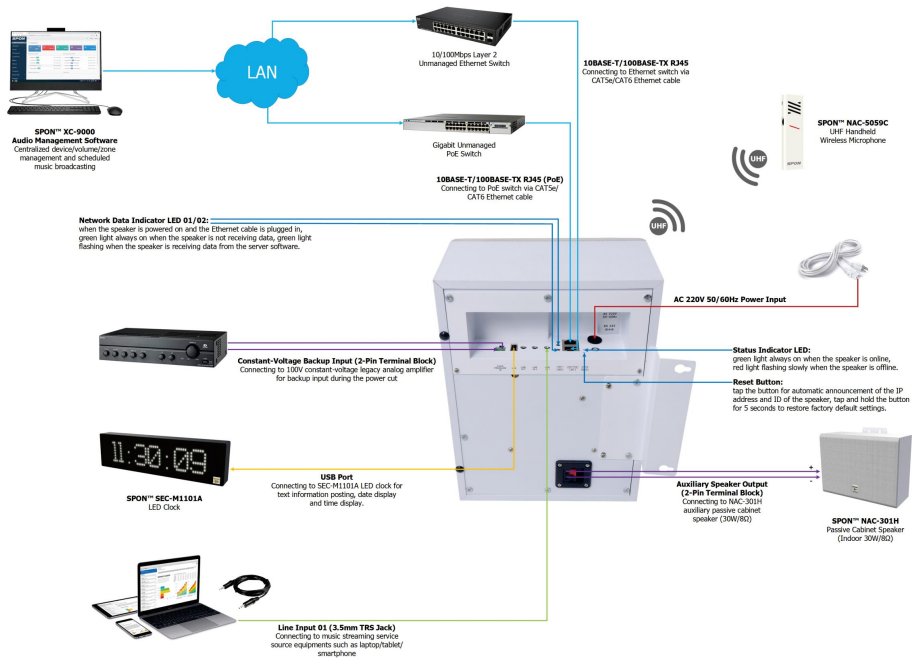 10/100Mbps Layer 2
Unmanaged Ethernet Switch
LAN
10BASE-T/100BASE-TX RJ45
Connecting to Ethernet switch via
CAT5e/CAT6 Ethernet cable
SPON™ XC-9000
Audio Management Software
Centralized device/volume/zone
management and scheduled
music broadcasting
Gigabit Unmanaged
PoE Switch
SPON
SPON™ NAC-5059C
UHF Handheld
Wireless Microphone
UHF
10BASE-T/100BASE-TX RJ45 (PoE)
Connecting to PoE switch via CAT5e/
CAT6 Ethernet cable
UHF
Network Data Indicator LED 01/02:
when the speaker is powered on and the Ethernet cable is plugged in,
green light always on when the speaker is not receiving data, green light
flashing when the speaker is receiving data from the server software.
AC 220V 50/60Hz Power Input
Constant-Voltage Backup Input (2-Pin Terminal Block)
Connecting to 100V constant-voltage legacy analog amplifier
for backup input during the power cut
Status Indicator LED:
green light always on when the speaker is online,
red light flashing slowly when the speaker is offline.
Reset Button:
tap the button for automatic announcement of the IP
address and ID of the speaker, tap and hold the button
for 5 seconds to restore factory default settings.
11:30:09
SPON™ SEC-M1101A
LED Clock
USB Port
Connecting to SEC-M1101A LED clock for
text information posting, date display
and time display.
Auxiliary Speaker Output
(2-Pin Terminal Block)
Connecting to NAC-301H
auxiliary passive cabinet
speaker (30W/8Ω)
+
-
SPON™ NAC-301H
Passive Cabinet Speaker
(Indoor 30W/8Ω)
Line Input 01 (3.5mm TRS Jack)
Connecting to music streaming service
source equipments such as laptop/tablet/
smartphone